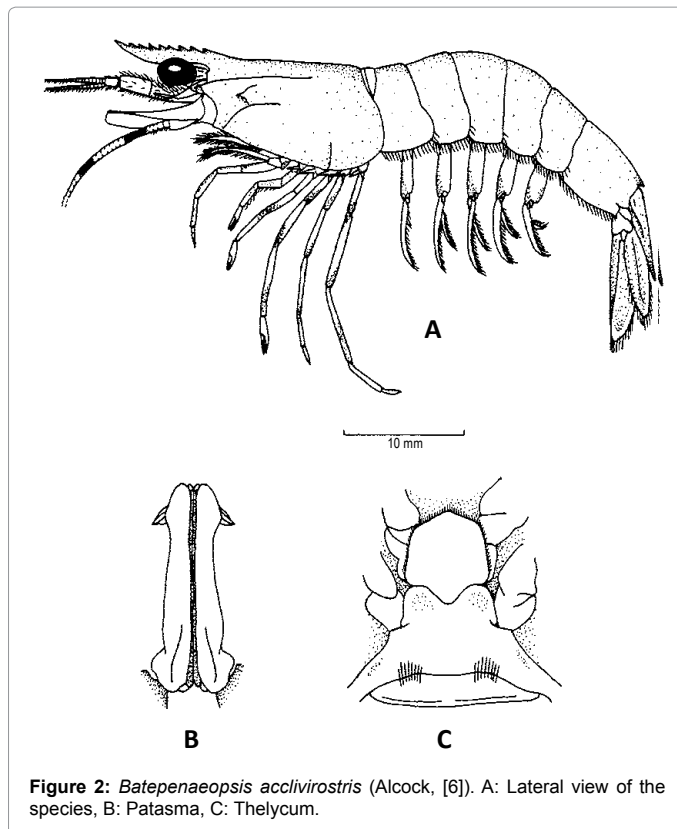 A
10 mm
B
C
Figure 2: Batepenaeopsis acclivirostris (Alcock, [6]). A: Lateral view of the
species, B: Patasma, C: Thelycum.